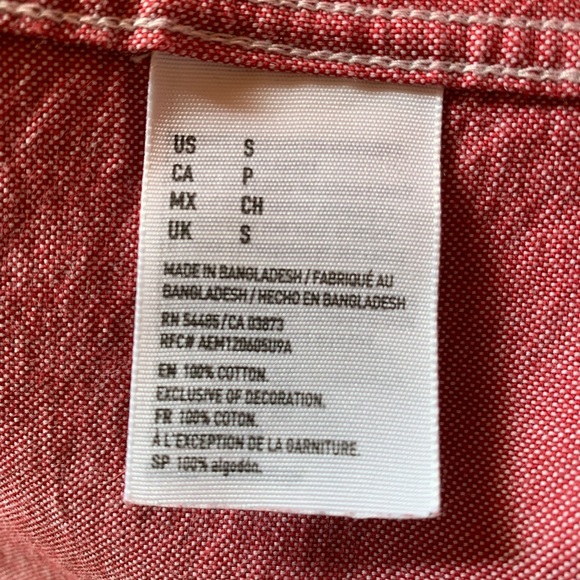 US S
CA P
MX CH
UK S
MADE IN BANGLADESH / FABRIQUÉ AU
BANGLADESH / HECHO EN BANGLADESH
RN 54485/CA 03873
RFC# AEM120605U9A
EN 100% COTTON.
EXCLUSIVE OF DECORATION.
FR 100% COTON.
À L'EXCEPTION DE LA GARNITURE.
SP 100% algodón.